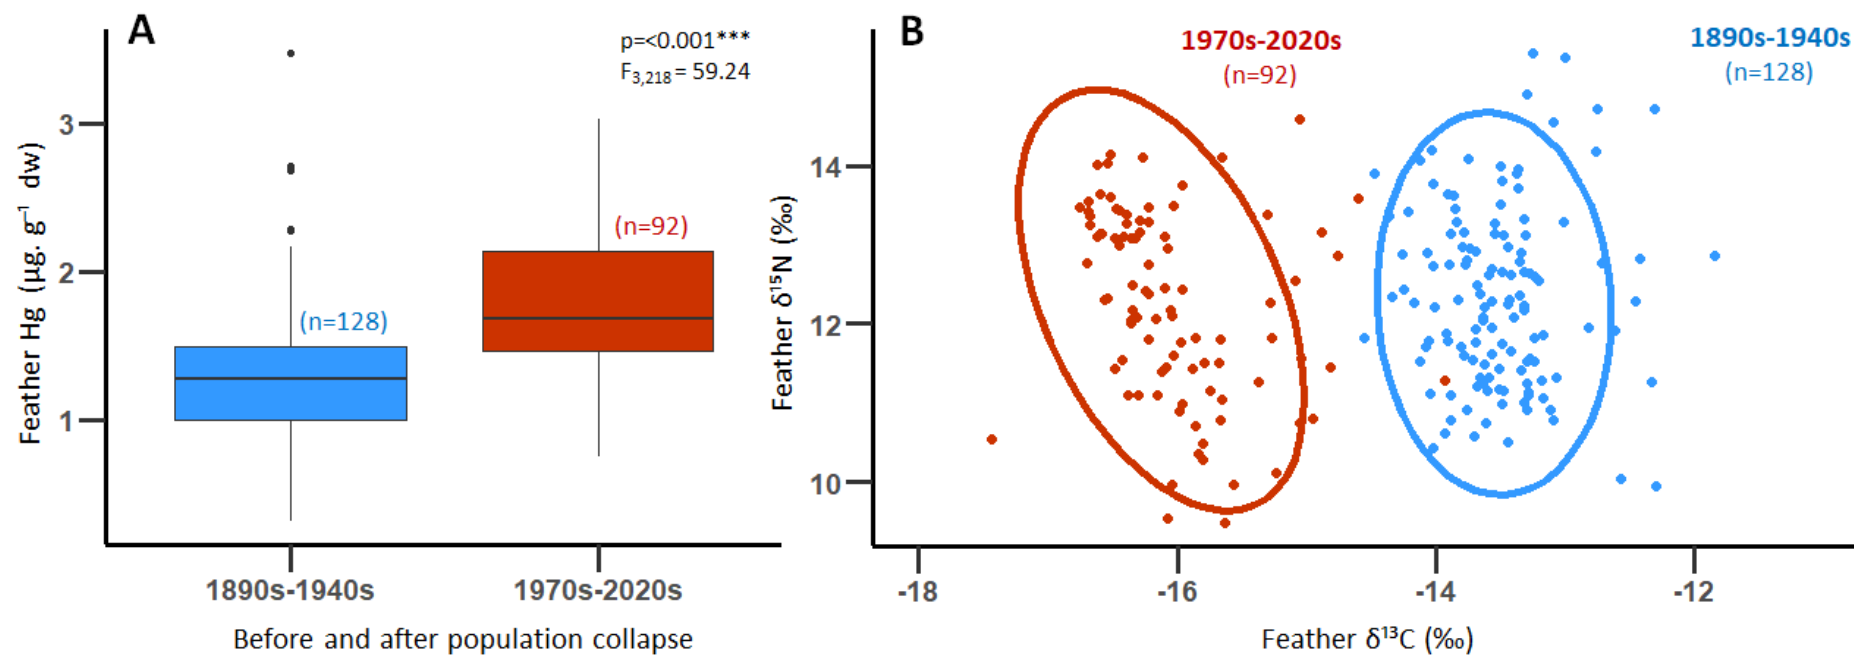 A
p=<0.001***
F3,218 = 59.24
Feather Hg (µg. g⁻¹ dw)
3
2
1
(n=128)
(n=92)
1890s-1940s
1970s-2020s
Before and after population collapse
B
1970s-2020s
(n=92)
1890s-1940s
(n=128)
Feather δ¹⁵N (‰)
14
12
10
-18
-16
-14
-12
Feather δ¹³C (‰)